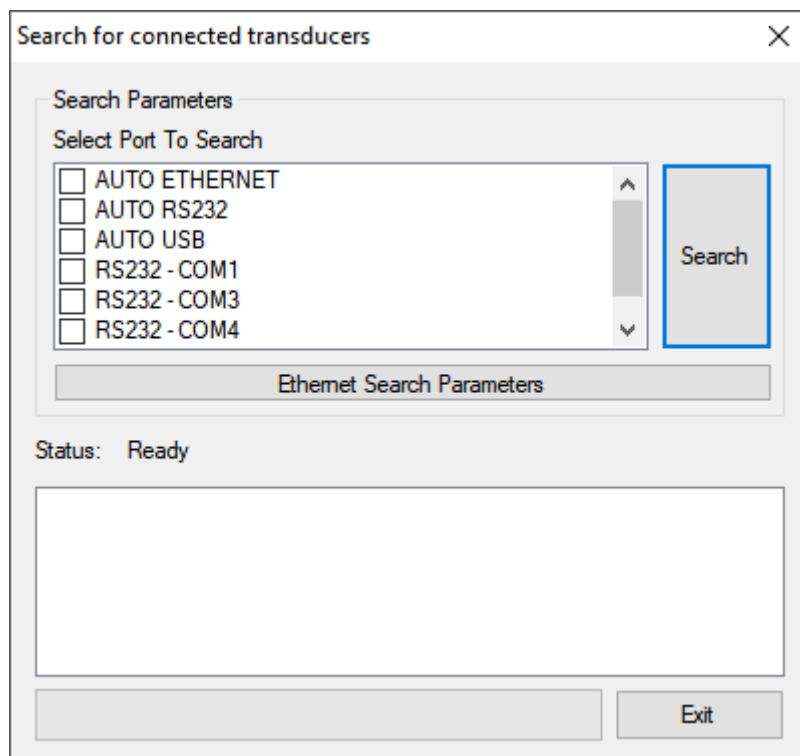 Search for connected transducers
Search Parameters
Select Port To Search
AUTO ETHERNET
AUTO RS232
AUTO USB
RS232 - COM1
RS232 - COM3
RS232 - COM4
Search
Ethernet Search Parameters
Status: Ready
Exit